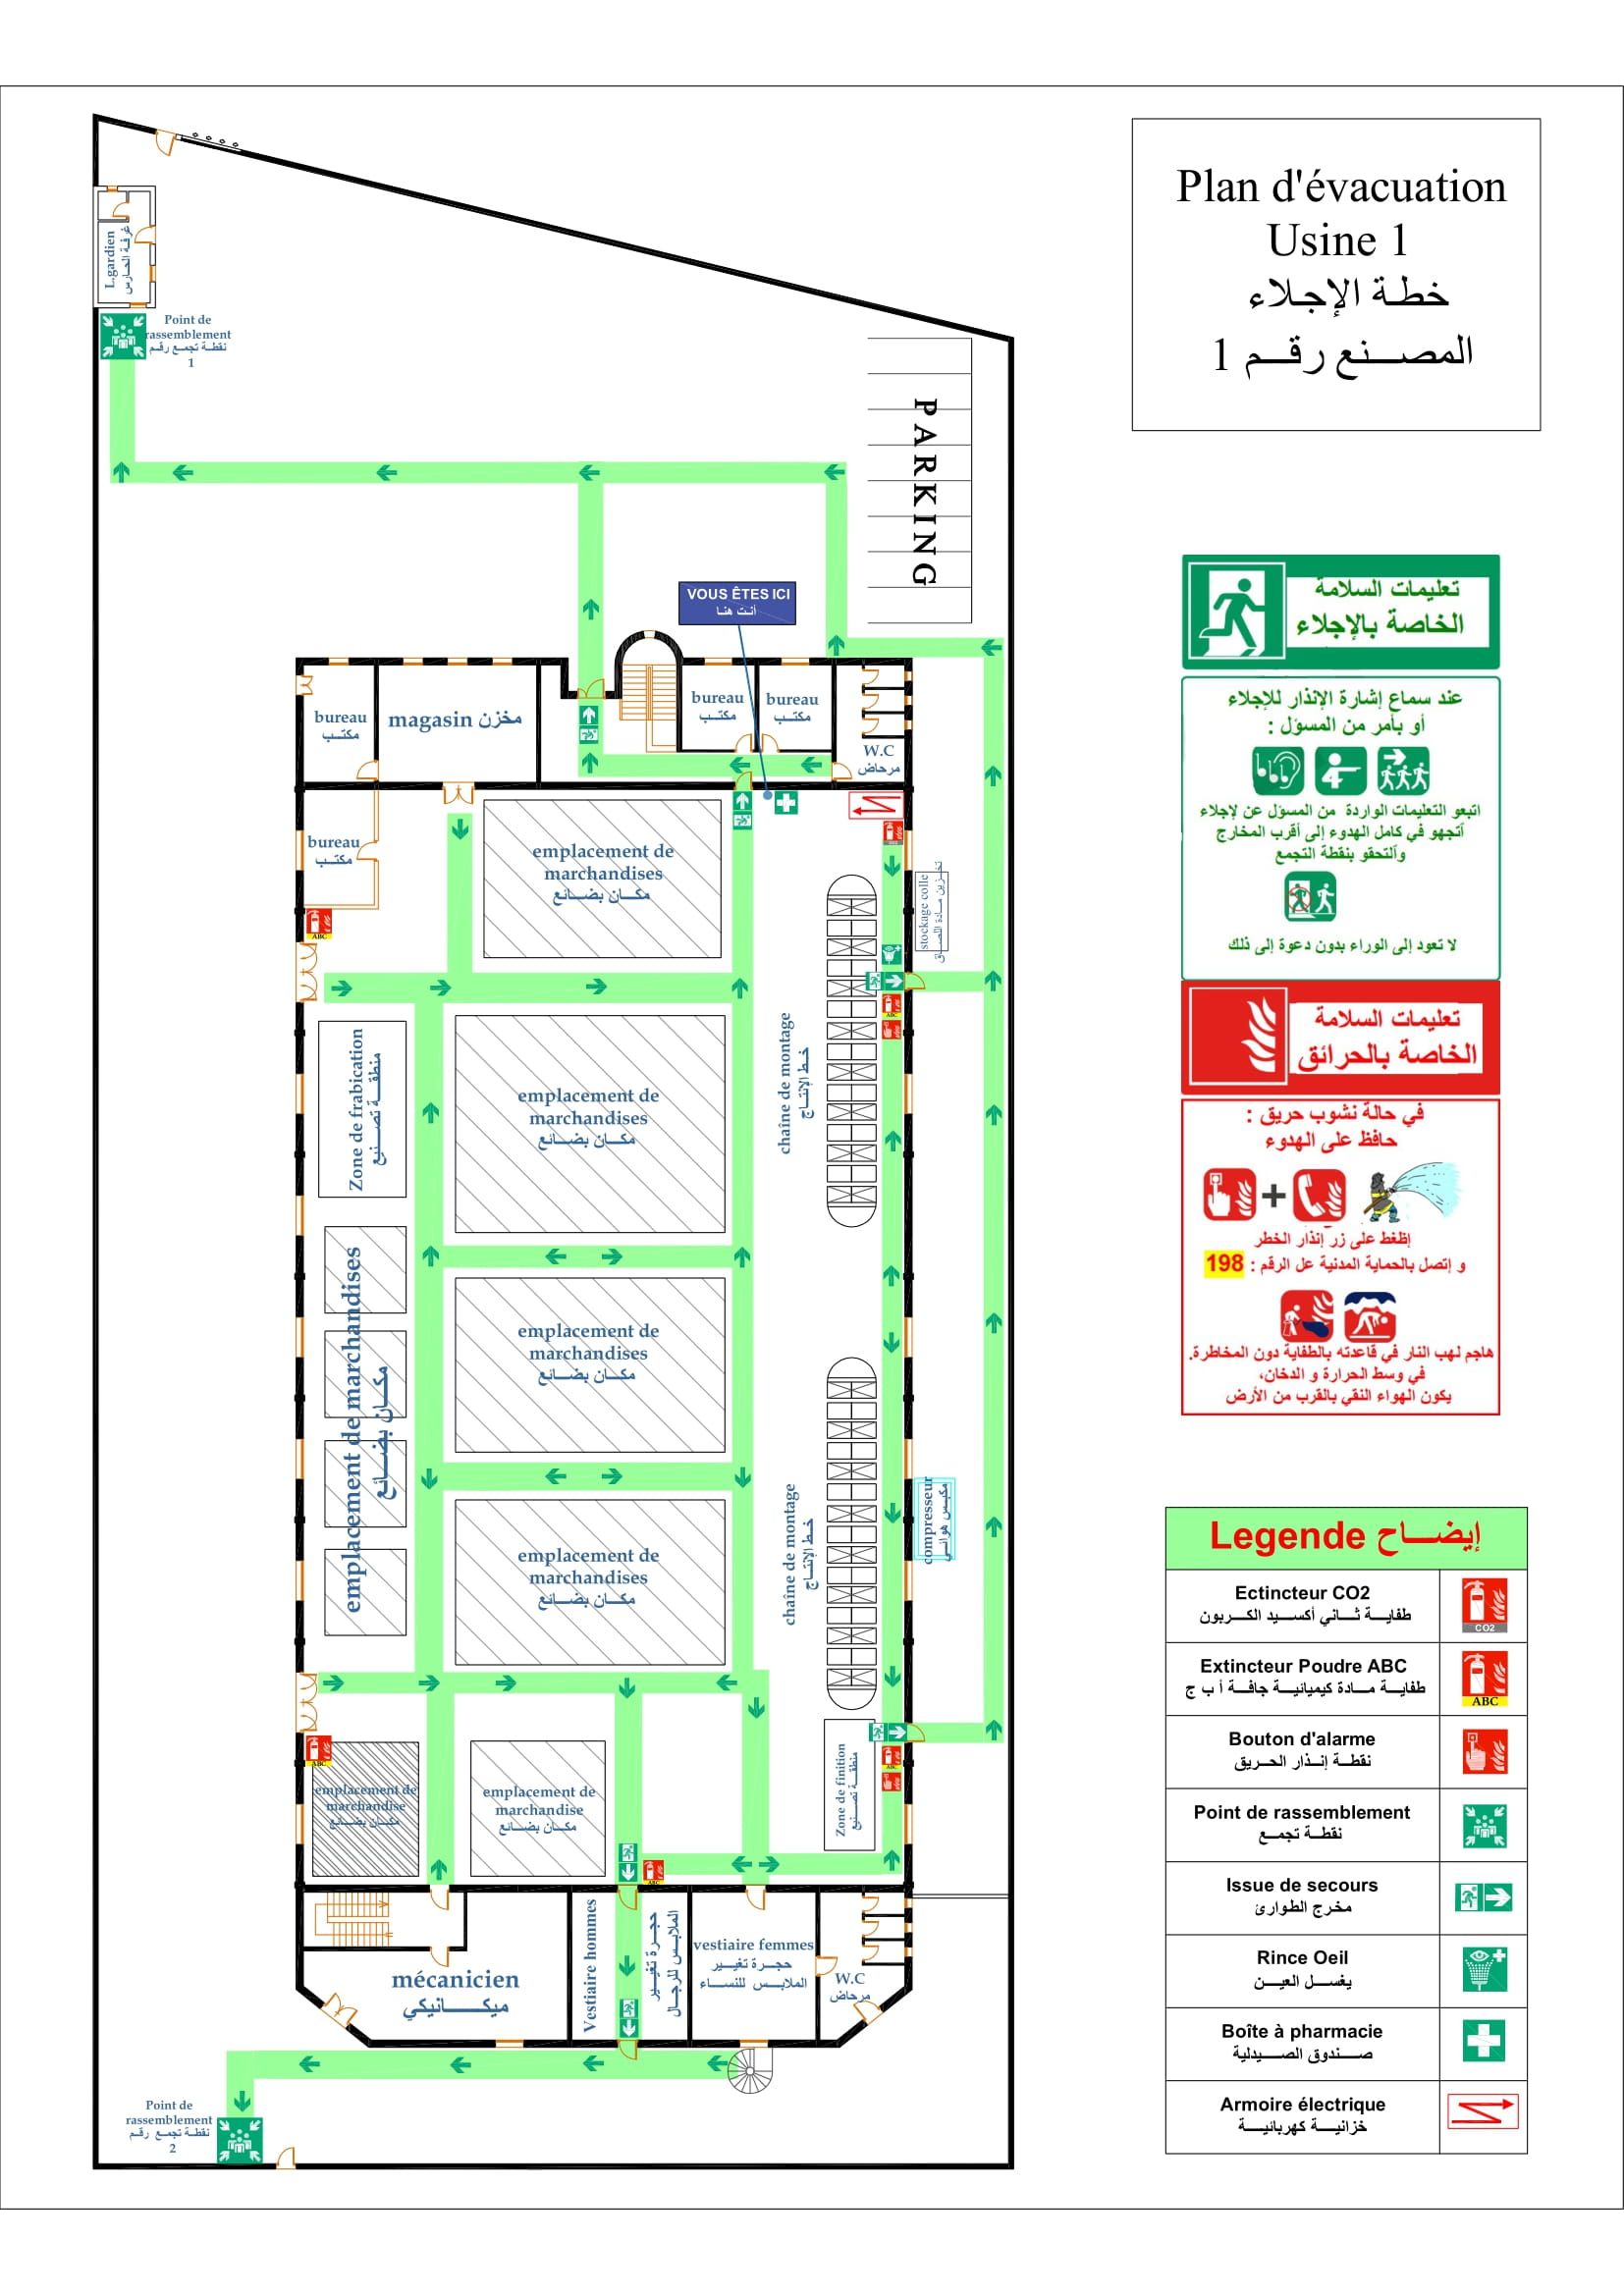 Plan d'évacuation
Usine 1
خطة الإجلاء
المصنع رقم 1
L.gardien
غرفة الحارس
Point de
rassemblement
نقطة تجمع رقم
1
PARKING
VOUS ÊTES ICI
أنت هنا
bureau
مكتب
magasin مخزن
bureau
مكتب
bureau
مكتب
W.C
مرحاض
bureau
مكتب
ABC
emplacement de
marchandises
مكان بضائع
stockage colle
تخزين مادة اللصاق
ABC
Zone de frabication
منطقة تصنيع
emplacement de
marchandises
مكان بضائع
chaîne de montage
خط الإنتاج
emplacement de marchandises
مكان بضائع
emplacement de
marchandises
مكان بضائع
emplacement de
marchandises
مكان بضائع
chaîne de montage
خط الإنتاج
compresseur
مكبس هوائي
ABC
emplacement de
marchandise
مكان بضائع
emplacement de
marchandise
مكان بضائع
Zone de finition
منطقة تصنيع
ABC
ABC
mécanicien
ميكانيكي
Vestiaire hommes
حجرة تغيير
الملابس للرجال
vestiaire femmes
حجرة تغيير
الملابس للنساء
W.C
مرحاض
Point de
rassemblement
نقطة تجمع رقم
2
تعليمات السلامة
الخاصة بالإجلاء
عند سماع إشارة الإنذار للإجلاء
أو بأمر من المسؤل :
اتبعو التعليمات الواردة من المسؤل عن لإجلاء
أتجهو في كامل الهدوء إلى أقرب المخارج
وألتحقو بنقطة التجمع
لا تعود إلى الوراء بدون دعوة إلى ذلك
تعليمات السلامة
الخاصة بالحرائق
في حالة نشوب حريق :
حافظ على الهدوء
+
إظغط على زر إنذار الخطر
و إتصل بالحماية المدنية عل الرقم : 198
هاجم لهب النار في قاعدته بالطفاية دون المخاطرة.
في وسط الحرارة و الدخان،
يكون الهواء النقي بالقرب من الأرض
Legende إيضاح
Ectincteur CO2
طفاية ثاني أكسيد الكربون
CO2
Extincteur Poudre ABC
طفاية مادة كيميائية جافة أ ب ج
ABC
Bouton d'alarme
نقطة إنذار الحريق
Point de rassemblement
نقطة تجمع
Issue de secours
مخرج الطوارئ
Rince Oeil
يغسل العين
Boîte à pharmacie
صندوق الصيدلية
Armoire électrique
خزانية كهربائية